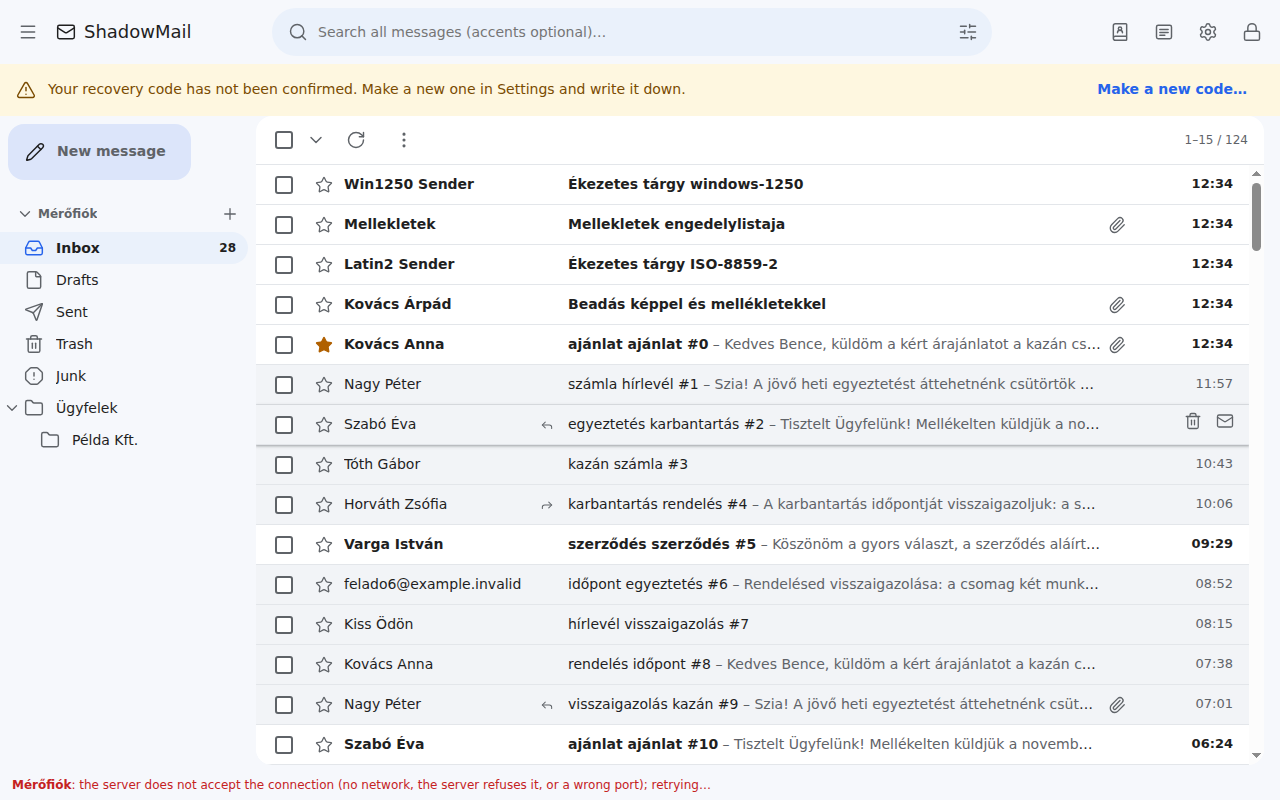 ShadowMail
Search all messages (accents optional)…
Your recovery code has not been confirmed. Make a new one in Settings and write it down.
Make a new code…
New message
Mérőfiók
Inbox 28
Drafts
Sent
Trash
Junk
Ügyfelek
Példa Kft.
1–15 / 124
Win1250 Sender Ékezetes tárgy windows-1250 12:34
Mellekletek Mellekletek engedelylistaja 12:34
Latin2 Sender Ékezetes tárgy ISO-8859-2 12:34
Kovács Árpád Beadás képpel és mellékletekkel 12:34
Kovács Anna ajánlat ajánlat #0 – Kedves Bence, küldöm a kért árajánlatot a kazán cs… 12:34
Nagy Péter számla hírlevél #1 – Szia! A jövő heti egyeztetést áttehetnénk csütörtök … 11:57
Szabó Éva egyeztetés karbantartás #2 – Tisztelt Ügyfelünk! Mellékelten küldjük a no…
Tóth Gábor kazán számla #3 10:43
Horváth Zsófia karbantartás rendelés #4 – A karbantartás időpontját visszaigazoljuk: a s… 10:06
Varga István szerződés szerződés #5 – Köszönöm a gyors választ, a szerződés aláírt… 09:29
felado6@example.invalid időpont egyeztetés #6 – Rendelésed visszaigazolása: a csomag két munk… 08:52
Kiss Ödön hírlevél visszaigazolás #7 08:15
Kovács Anna rendelés időpont #8 – Kedves Bence, küldöm a kért árajánlatot a kazán c… 07:38
Nagy Péter visszaigazolás kazán #9 – Szia! A jövő heti egyeztetést áttehetnénk csüt… 07:01
Szabó Éva ajánlat ajánlat #10 – Tisztelt Ügyfelünk! Mellékelten küldjük a novemb… 06:24
Mérőfiók: the server does not accept the connection (no network, the server refuses it, or a wrong port); retrying…